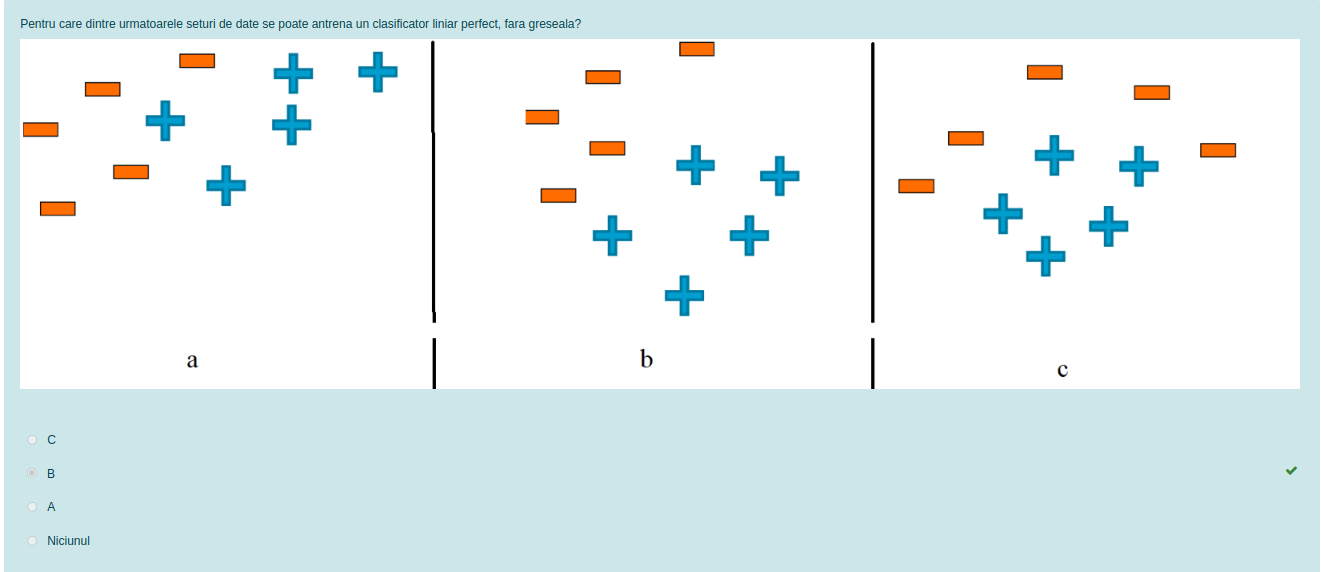 Pentru care dintre urmatoarele seturi de date se poate antrena un clasificator liniar perfect, fara greseala?
a
b
c
C
B
A
Niciunul